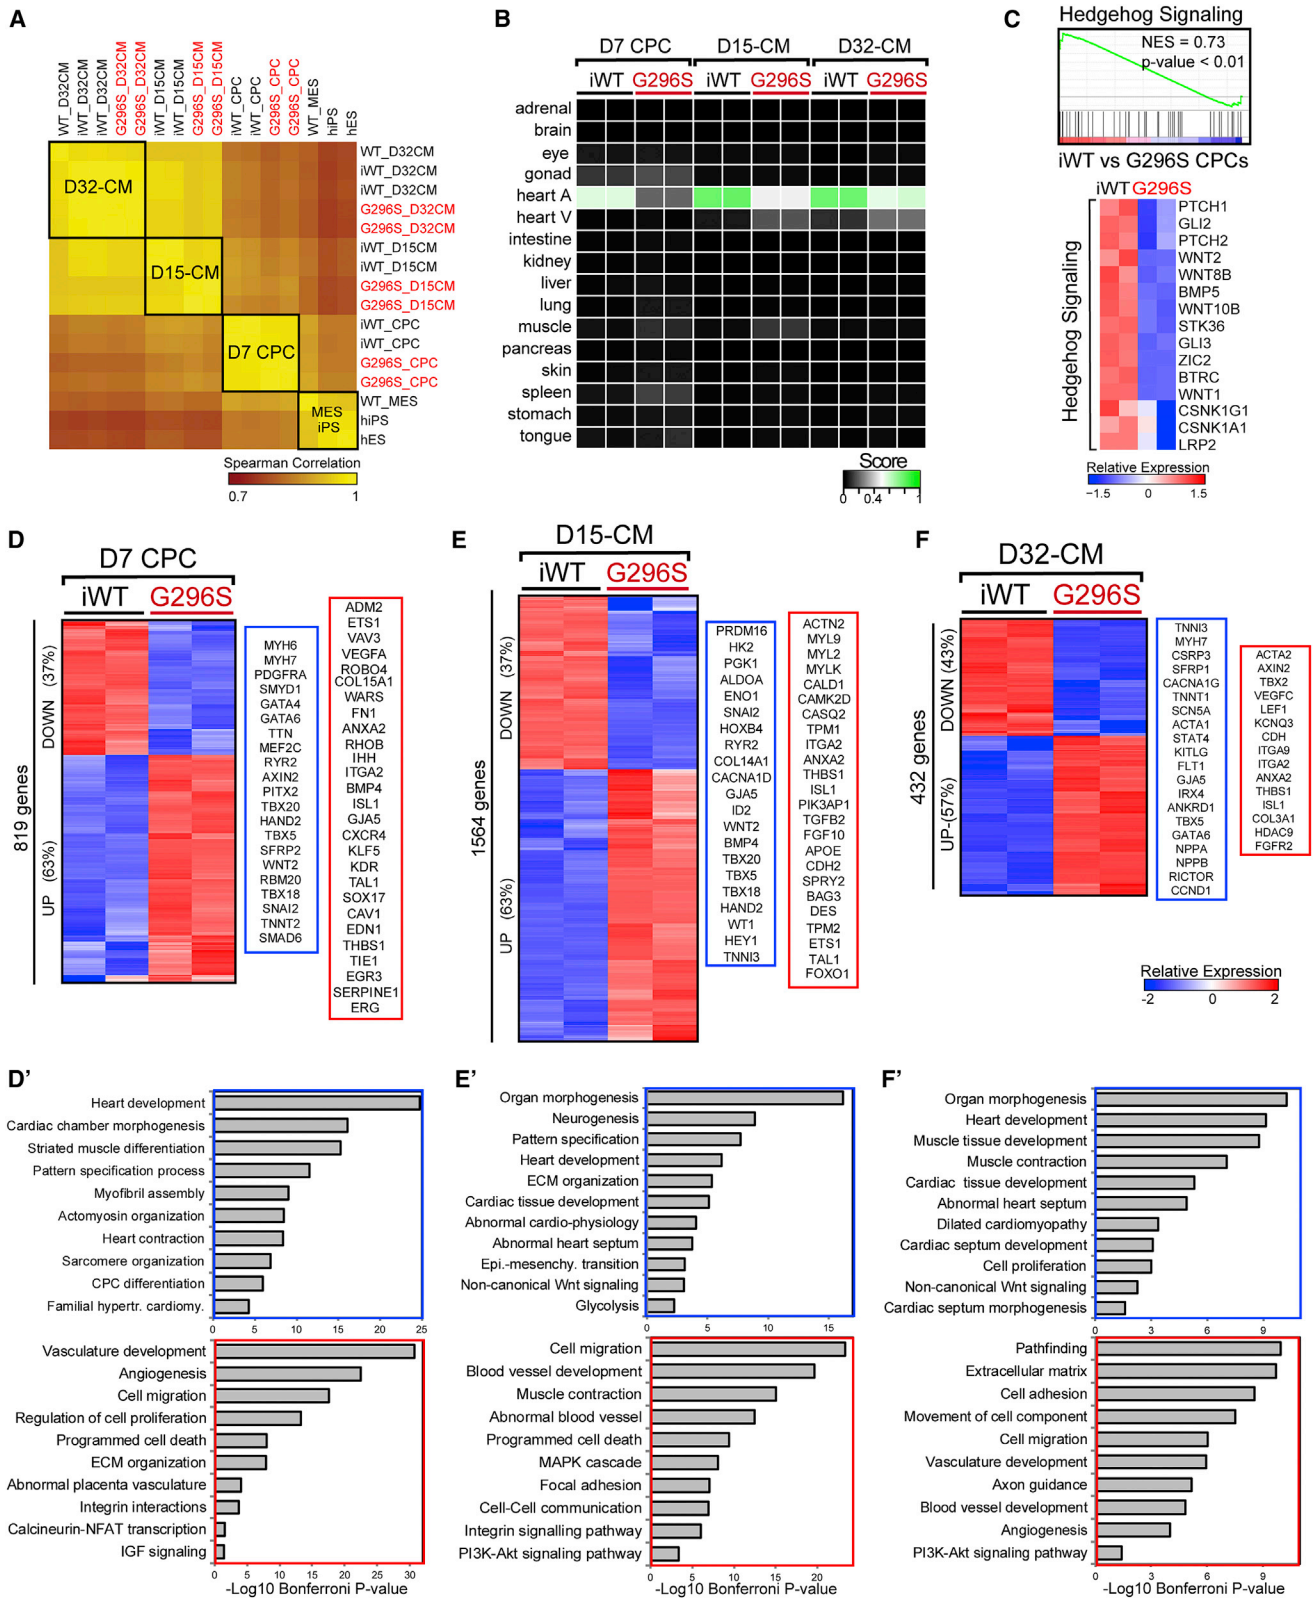 A
WT_D32CM
iWT_D32CM
iWT_D32CM
G296S_D32CM
G296S_D32CM
iWT_D15CM
iWT_D15CM
G296S_D15CM
G296S_D15CM
iWT_CPC
iWT_CPC
G296S_CPC
G296S_CPC
WT_MES
hiPS
hES
D32-CM
D15-CM
D7 CPC
MES
iPS
WT_D32CM
iWT_D32CM
iWT_D32CM
G296S_D32CM
G296S_D32CM
iWT_D15CM
iWT_D15CM
G296S_D15CM
G296S_D15CM
iWT_CPC
iWT_CPC
G296S_CPC
G296S_CPC
WT_MES
hiPS
hES
Spearman Correlation
0.7 1
B
D7 CPC D15-CM D32-CM
iWT G296S iWT G296S iWT G296S
adrenal
brain
eye
gonad
heart A
heart V
intestine
kidney
liver
lung
muscle
pancreas
skin
spleen
stomach
tongue
Score
0 0.4 1
C
Hedgehog Signaling
NES = 0.73
p-value < 0.01
iWT vs G296S CPCs
iWT G296S
Hedgehog Signaling
PTCH1
GLI2
PTCH2
WNT2
WNT8B
BMP5
WNT10B
STK36
GLI3
ZIC2
BTRC
WNT1
CSNK1G1
CSNK1A1
LRP2
Relative Expression
−1.5 0 1.5
D
D7 CPC
iWT G296S
819 genes
DOWN (37%)
UP (63%)
MYH6
MYH7
PDGFRA
SMYD1
GATA4
GATA6
TTN
MEF2C
RYR2
AXIN2
PITX2
TBX20
HAND2
TBX5
SFRP2
WNT2
RBM20
TBX18
SNAI2
TNNT2
SMAD6
ADM2
ETS1
VAV3
VEGFA
ROBO4
COL15A1
WARS
FN1
ANXA2
RHOB
IHH
ITGA2
BMP4
ISL1
GJA5
CXCR4
KLF5
KDR
TAL1
SOX17
CAV1
EDN1
THBS1
TIE1
EGR3
SERPINE1
ERG
E
D15-CM
iWT G296S
1564 genes
DOWN (37%)
UP (63%)
PRDM16
HK2
PGK1
ALDOA
ENO1
SNAI2
HOXB4
RYR2
COL14A1
CACNA1D
GJA5
ID2
WNT2
BMP4
TBX20
TBX5
TBX18
HAND2
WT1
HEY1
TNNI3
ACTN2
MYL9
MYL2
MYLK
CALD1
CAMK2D
CASQ2
TPM1
ITGA2
ANXA2
THBS1
ISL1
PIK3AP1
TGFB2
FGF10
APOE
CDH2
SPRY2
BAG3
DES
TPM2
ETS1
TAL1
FOXO1
F
D32-CM
iWT G296S
432 genes
DOWN (43%)
UP-(57%)
TNNI3
MYH7
CSRP3
SFRP1
CACNA1G
TNNT1
SCN5A
ACTA1
STAT4
KITLG
FLT1
GJA5
IRX4
ANKRD1
TBX5
GATA6
NPPA
NPPB
RICTOR
CCND1
ACTA2
AXIN2
TBX2
VEGFC
LEF1
KCNQ3
CDH
ITGA9
ITGA2
ANXA2
THBS1
ISL1
COL3A1
HDAC9
FGFR2
Relative Expression
-2 0 2
D’
Heart development
Cardiac chamber morphogenesis
Striated muscle differentiation
Pattern specification process
Myofibril assembly
Actomyosin organization
Heart contraction
Sarcomere organization
CPC differentiation
Familial hypertr. cardiomy.
0 5 10 15 20 25
Vasculature development
Angiogenesis
Cell migration
Regulation of cell proliferation
Programmed cell death
ECM organization
Abnormal placenta vasculature
Integrin interactions
Calcineurin-NFAT transcription
IGF signaling
0 5 10 15 20 25 30
-Log10 Bonferroni P-value
E’
Organ morphogenesis
Neurogenesis
Pattern specification
Heart development
ECM organization
Cardiac tissue development
Abnormal cardio-physiology
Abnormal heart septum
Epi.-mesenchy. transition
Non-canonical Wnt signaling
Glycolysis
0 5 10 15
Cell migration
Blood vessel development
Muscle contraction
Abnormal blood vessel
Programmed cell death
MAPK cascade
Focal adhesion
Cell-Cell communication
Integrin signalling pathway
PI3K-Akt signaling pathway
0 5 10 15 20
-Log10 Bonferroni P-value
F’
Organ morphogenesis
Heart development
Muscle tissue development
Muscle contraction
Cardiac tissue development
Abnormal heart septum
Dilated cardiomyopathy
Cardiac septum development
Cell proliferation
Non-canonical Wnt signaling
Cardiac septum morphogenesis
0 3 6 9
Pathfinding
Extracellular matrix
Cell adhesion
Movement of cell component
Cell migration
Vasculature development
Axon guidance
Blood vessel development
Angiogenesis
PI3K-Akt signaling pathway
0 3 6 9
-Log10 Bonferroni P-value